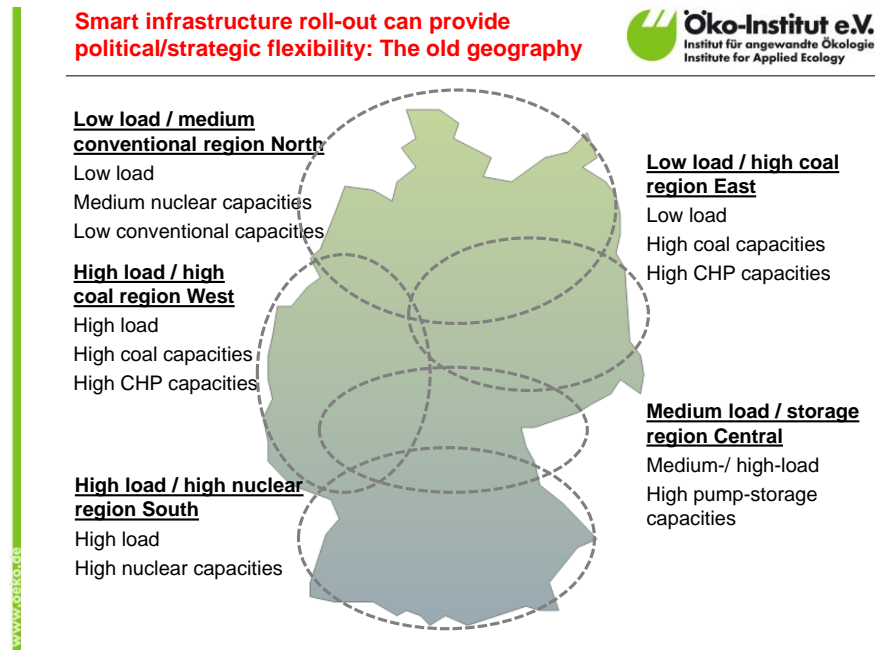 Smart infrastructure roll-out can provide
political/strategic flexibility: The old geography
Öko-Institut e.V.
Institut für angewandte Ökologie
Institute for Applied Ecology
Low load / medium
conventional region North
Low load
Medium nuclear capacities
Low conventional capacities
High load / high
coal region West
High load
High coal capacities
High CHP capacities
High load / high nuclear
region South
High load
High nuclear capacities
Low load / high coal
region East
Low load
High coal capacities
High CHP capacities
Medium load / storage
region Central
Medium-/ high-load
High pump-storage
capacities
www.oeko.de